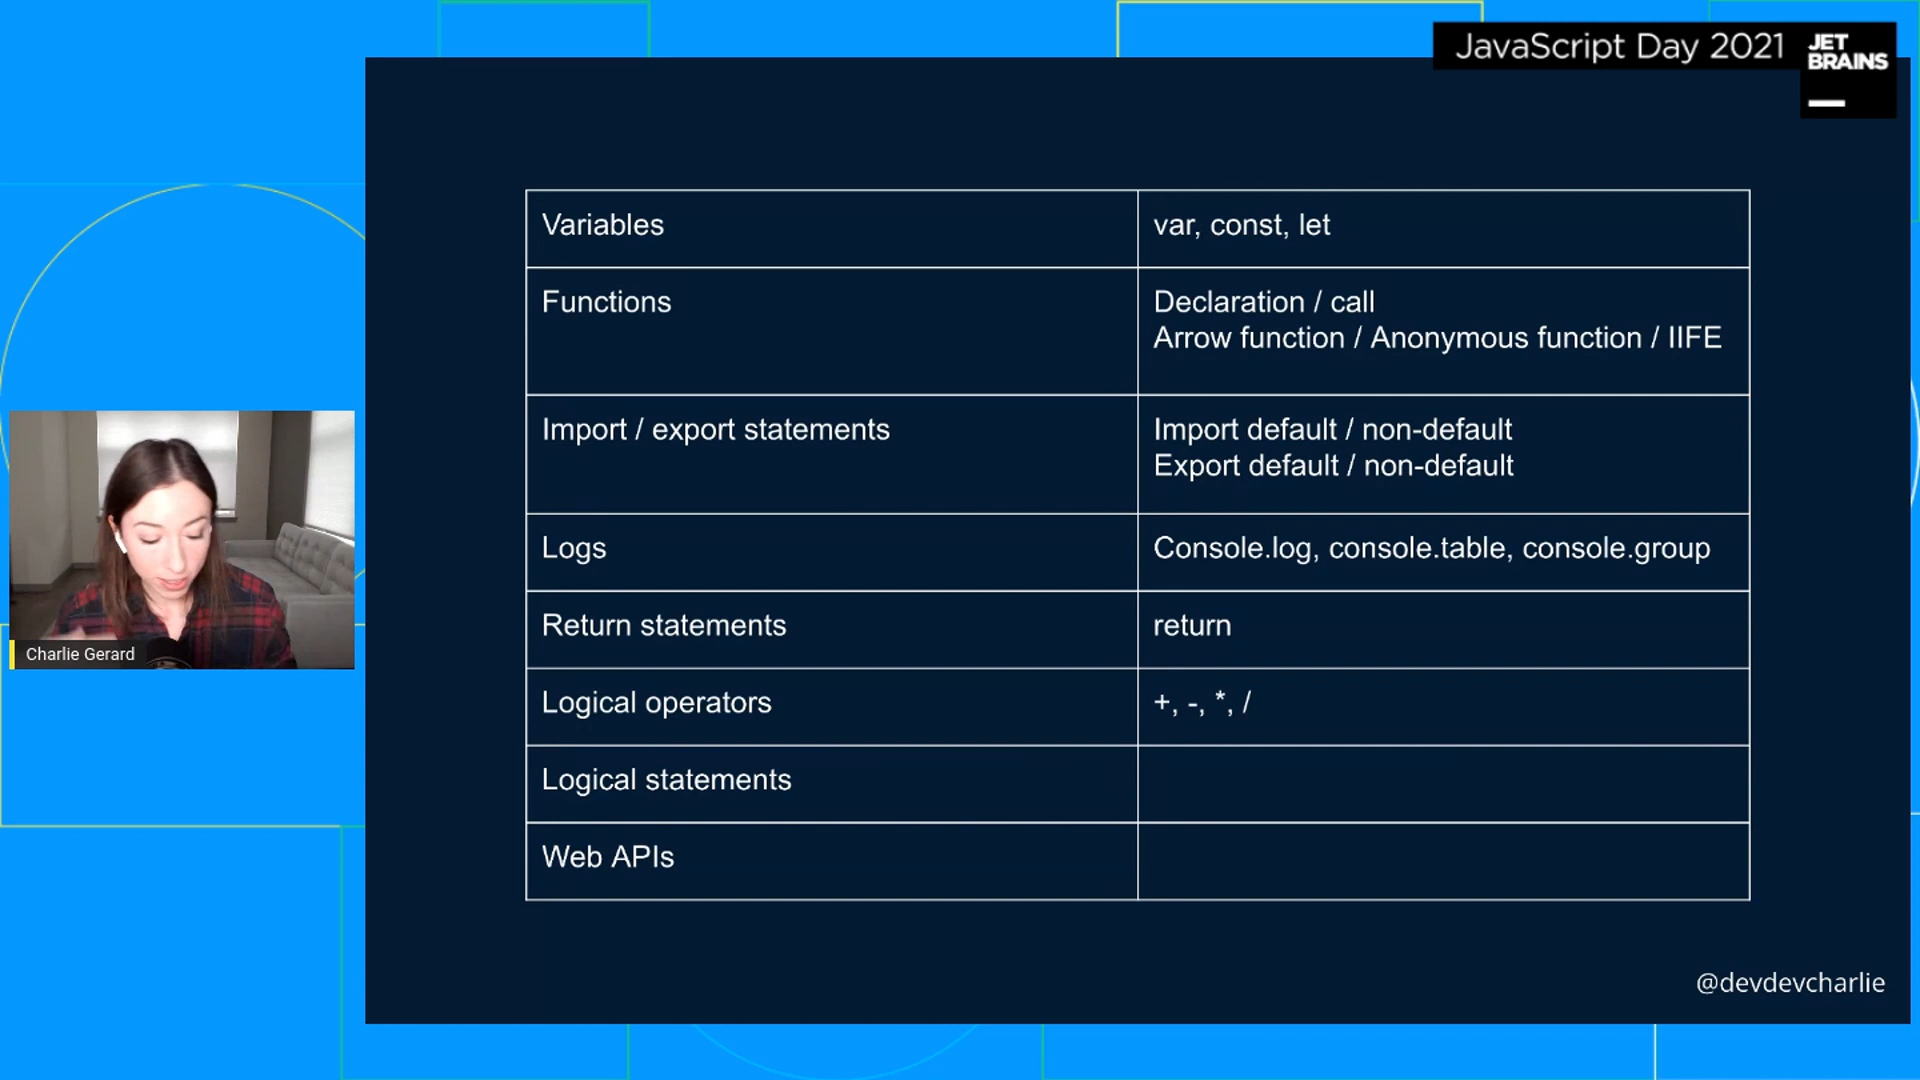 JavaScript Day 2021
JET
BRAINS
Variables
var, const, let
Functions
Declaration / call
Arrow function / Anonymous function / IIFE
Import / export statements
Import default / non-default
Export default / non-default
Logs
Console.log, console.table, console.group
Return statements
return
Logical operators
+, -, *, /
Logical statements
Web APIs
Charlie Gerard
@devdevcharlie